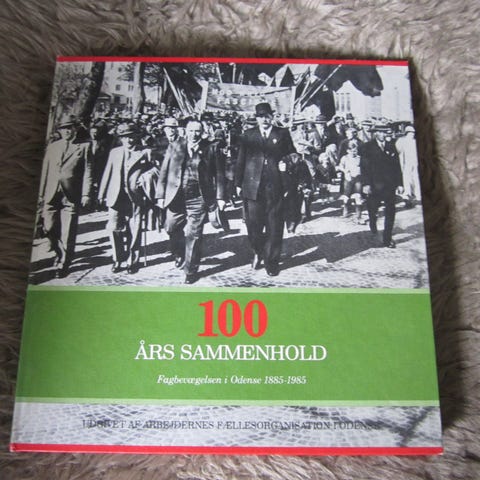 100
ÅRS SAMMENHOLD
Fagbevægelsen i Odense 1885-1985
UDGIVET AF ARBEJDERNES FÆLLESORGANISATION I ODENSE